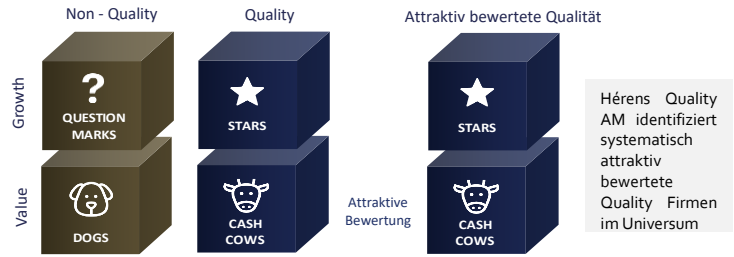 Non - Quality
Quality
Attraktiv bewertete Qualität
Growth
?
QUESTION
MARKS
STARS
STARS
Value
DOGS
CASH
COWS
Attraktive
Bewertung
CASH
COWS
Hérens Quality
AM identifiziert
systematisch
attraktiv
bewertete
Quality Firmen
im Universum